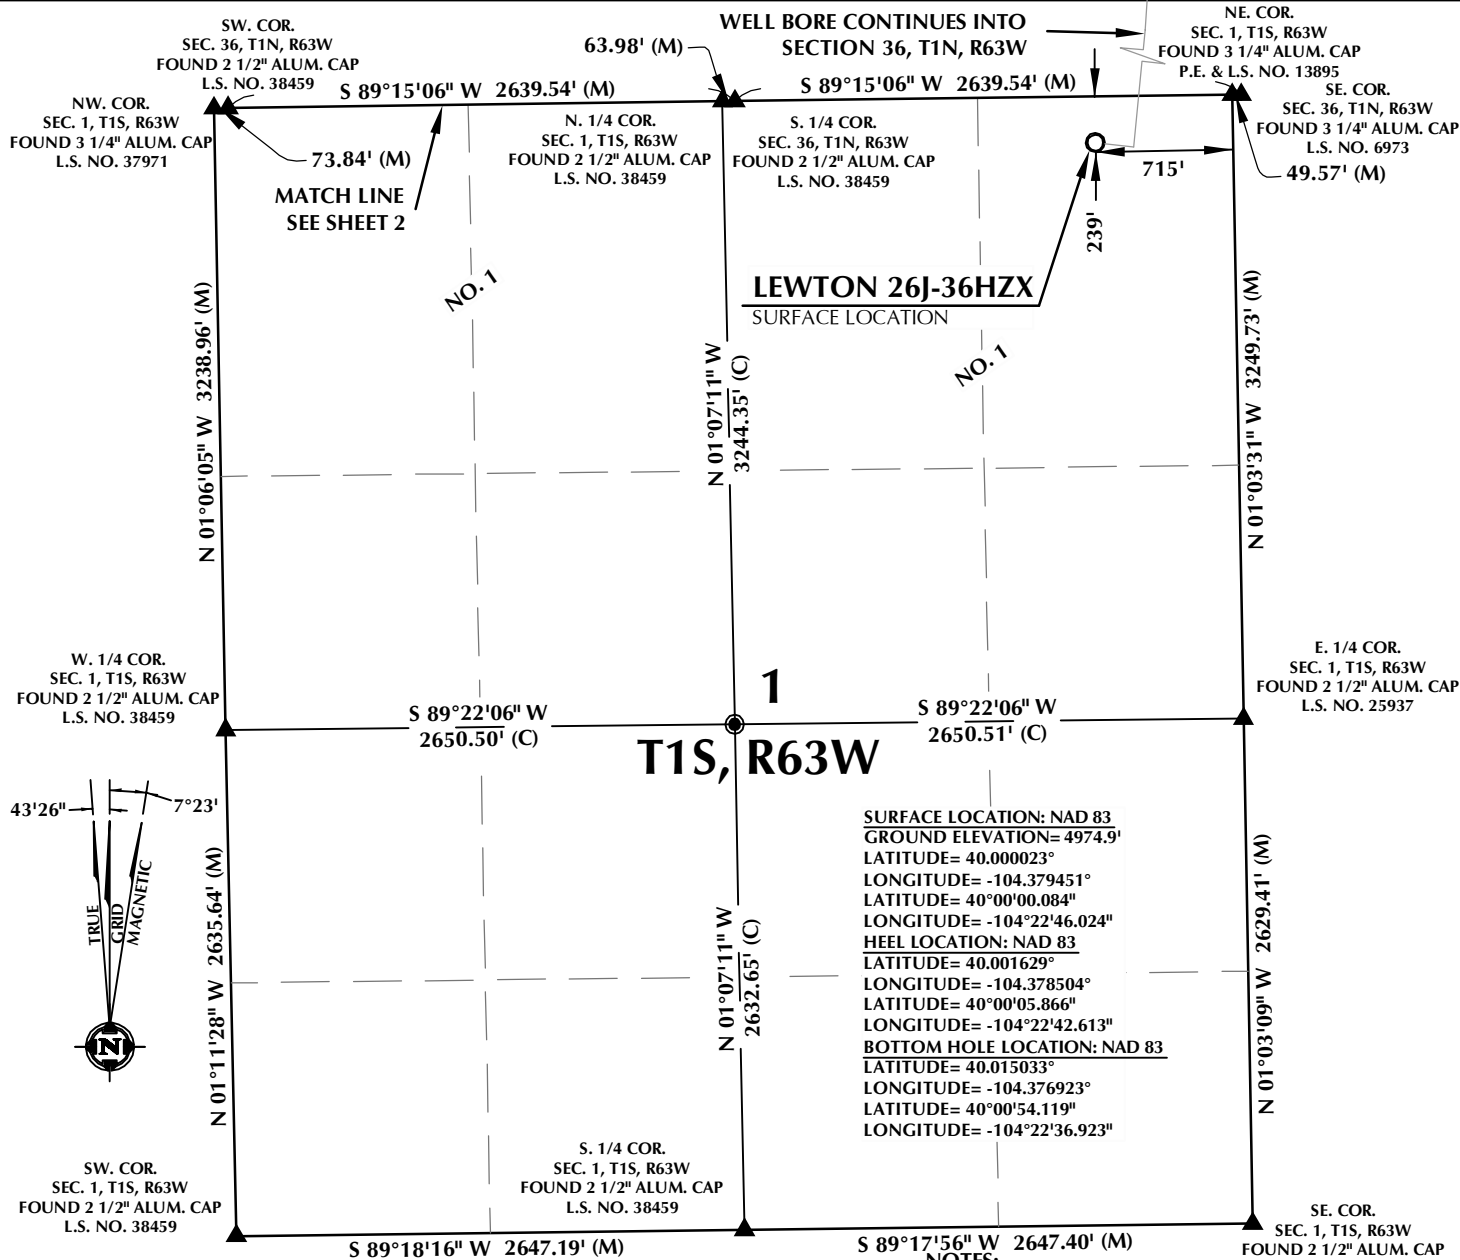 SW. COR.
SEC. 36, T1N, R63W
FOUND 2 1/2" ALUM. CAP
L.S. NO. 38459
63.98' (M)
WELL BORE CONTINUES INTO
SECTION 36, T1N, R63W
NE. COR.
SEC. 1, T1S, R63W
FOUND 3 1/4" ALUM. CAP
P.E. & L.S. NO. 13895
NW. COR.
SEC. 1, T1S, R63W
FOUND 3 1/4" ALUM. CAP
L.S. NO. 37971
S 89°15'06" W 2639.54' (M)
S 89°15'06" W 2639.54' (M)
SE. COR.
SEC. 36, T1N, R63W
FOUND 3 1/4" ALUM. CAP
L.S. NO. 6973
73.84' (M)
N. 1/4 COR.
SEC. 1, T1S, R63W
FOUND 2 1/2" ALUM. CAP
L.S. NO. 38459
S. 1/4 COR.
SEC. 36, T1N, R63W
FOUND 2 1/2" ALUM. CAP
L.S. NO. 38459
715'
49.57' (M)
MATCH LINE
SEE SHEET 2
239'
NO. 1
LEWTON 26J-36HZX
SURFACE LOCATION
NO. 1
N 01°06'05" W 3238.96' (M)
N 01°07'11" W
3244.35' (C)
N 01°03'31" W 3249.73' (M)
W. 1/4 COR.
SEC. 1, T1S, R63W
FOUND 2 1/2" ALUM. CAP
L.S. NO. 38459
E. 1/4 COR.
SEC. 1, T1S, R63W
FOUND 2 1/2" ALUM. CAP
L.S. NO. 25937
1
S 89°22'06" W
2650.50' (C)
S 89°22'06" W
2650.51' (C)
T1S, R63W
43'26"
7°23'
TRUE
GRID
MAGNETIC
N
N 01°11'28" W 2635.64' (M)
N 01°07'11" W
2632.65' (C)
SURFACE LOCATION: NAD 83
GROUND ELEVATION= 4974.9'
LATITUDE= 40.000023°
LONGITUDE= -104.379451°
LATITUDE= 40°00'00.084"
LONGITUDE= -104°22'46.024"
HEEL LOCATION: NAD 83
LATITUDE= 40.001629°
LONGITUDE= -104.378504°
LATITUDE= 40°00'05.866"
LONGITUDE= -104°22'42.613"
BOTTOM HOLE LOCATION: NAD 83
LATITUDE= 40.015033°
LONGITUDE= -104.376923°
LATITUDE= 40°00'54.119"
LONGITUDE= -104°22'36.923"
N 01°03'09" W 2629.41' (M)
SW. COR.
SEC. 1, T1S, R63W
FOUND 2 1/2" ALUM. CAP
L.S. NO. 38459
S. 1/4 COR.
SEC. 1, T1S, R63W
FOUND 2 1/2" ALUM. CAP
L.S. NO. 38459
SE. COR.
SEC. 1, T1S, R63W
FOUND 2 1/2" ALUM. CAP
S 89°18'16" W 2647.19' (M)
S 89°17'56" W 2647.40' (M)
NOTES: